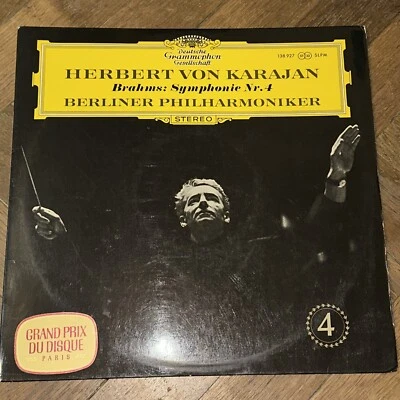 Deutsche
Grammophon
Gesellschaft
138 927
SLPM
HERBERT VON KARAJAN
Brahms: Symphonie Nr. 4
BERLINER PHILHARMONIKER
STEREO
GRAND PRIX
DU DISQUE
PARIS
4